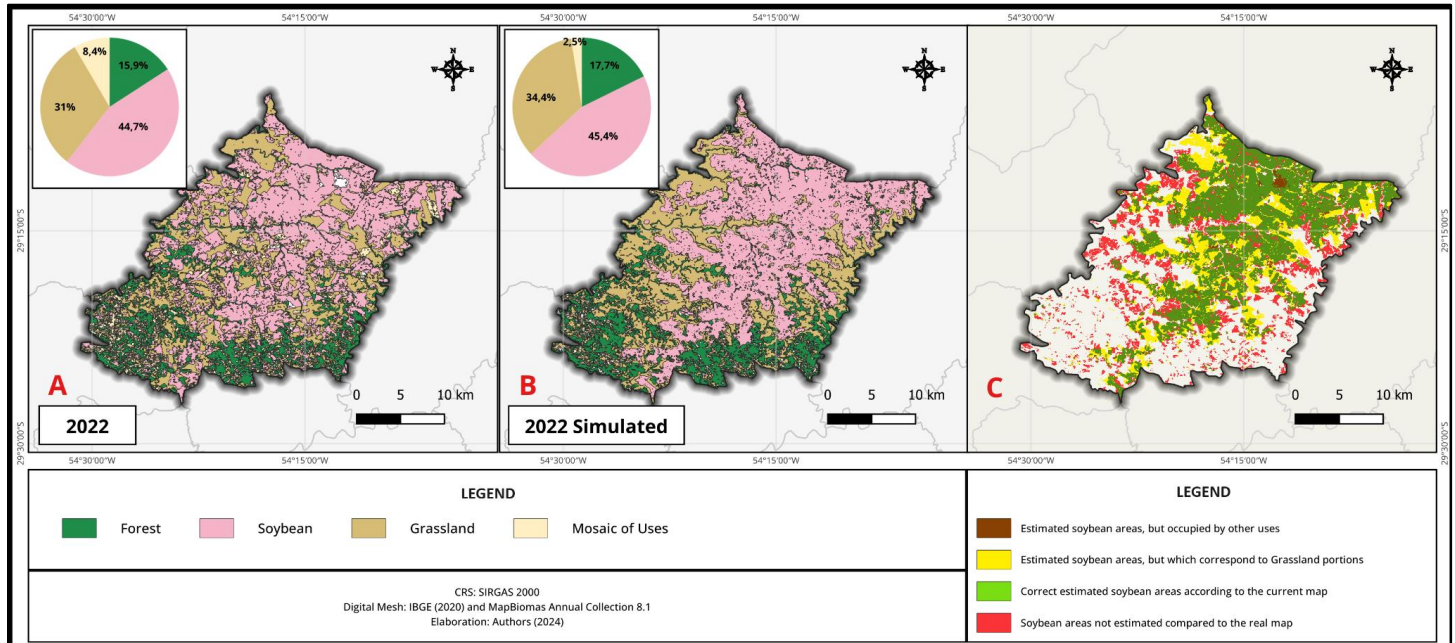 54°30'00"W 54°15'00"W 54°30'00"W 54°15'00"W 54°30'00"W 54°15'00"W
8,4%
15,9%
31%
44,7%
N
W E
S
2,5%
17,7%
34,4%
45,4%
N
W E
S
N
W E
S
29°15'00"S
29°15'00"S
A
0 5 10 km
2022
B
0 5 10 km
2022 Simulated
C
0 5 10 km
29°30'00"S
29°30'00"S
54°30'00"W 54°15'00"W 54°30'00"W 54°15'00"W 54°30'00"W 54°15'00"W
LEGEND
Forest Soybean Grassland Mosaic of Uses
CRS: SIRGAS 2000
Digital Mesh: IBGE (2020) and MapBiomas Annual Collection 8.1
Elaboration: Authors (2024)
LEGEND
Estimated soybean areas, but occupied by other uses
Estimated soybean areas, but which correspond to Grassland portions
Correct estimated soybean areas according to the current map
Soybean areas not estimated compared to the real map